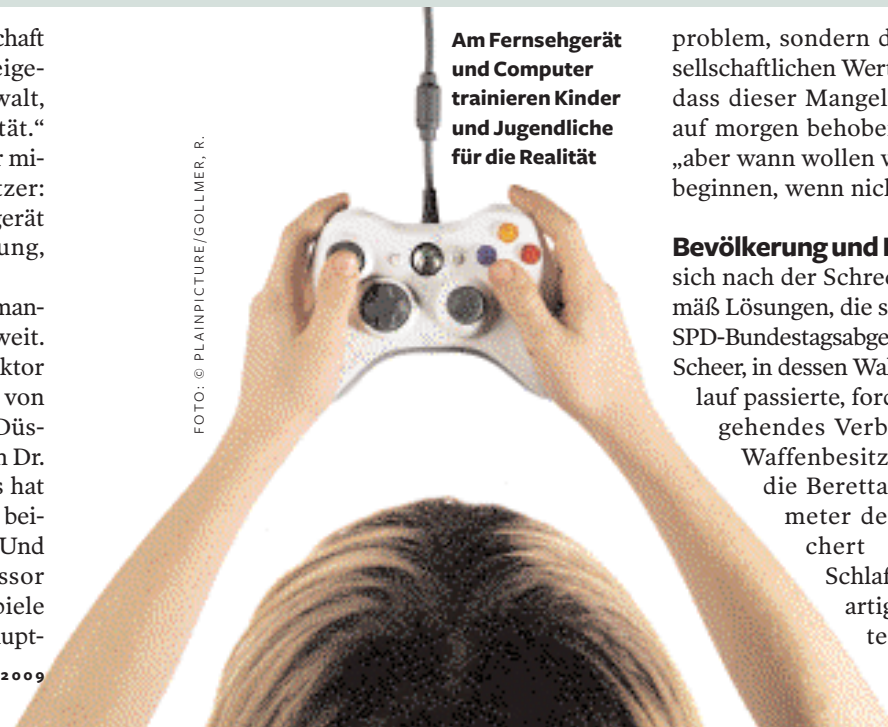 chaft
eige-
walt,
tät.“
r mi-
tzer:
gerät
ung,
man-
weit.
ktor
von
Düs-
n Dr.
s hat
bei-
Und
ssor
piele
upt-
2009
FOTO: © PLAINPICTURE/GOLLMER, R.
Am Fernsehgerät
und Computer
trainieren Kinder
und Jugendliche
für die Realität
problem, sondern d
sellschaftlichen Wert
dass dieser Mangel
auf morgen behober
„aber wann wollen v
beginnen, wenn nich
Bevölkerung und
sich nach der Schrec
mäß Lösungen, die s
SPD-Bundestagsabge
Scheer, in dessen Wal
lauf passierte, ford
gehendes Verb
Waffenbesitz
die Beretta
meter de
chert
Schlaf
artig
te